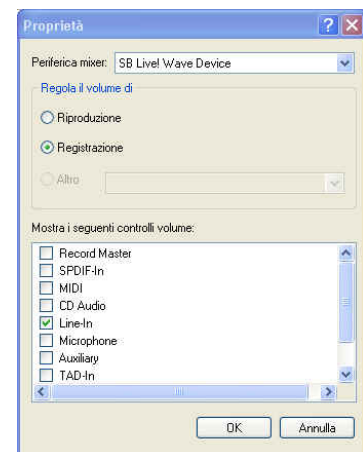 Proprietà
Periferica mixer: SB Live! Wave Device
Regola il volume di
Riproduzione
Registrazione
Altro
Mostra i seguenti controlli volume:
Record Master
SPDIF-In
MIDI
CD Audio
Line-In
Microphone
Auxiliary
TAD-In
OK Annulla